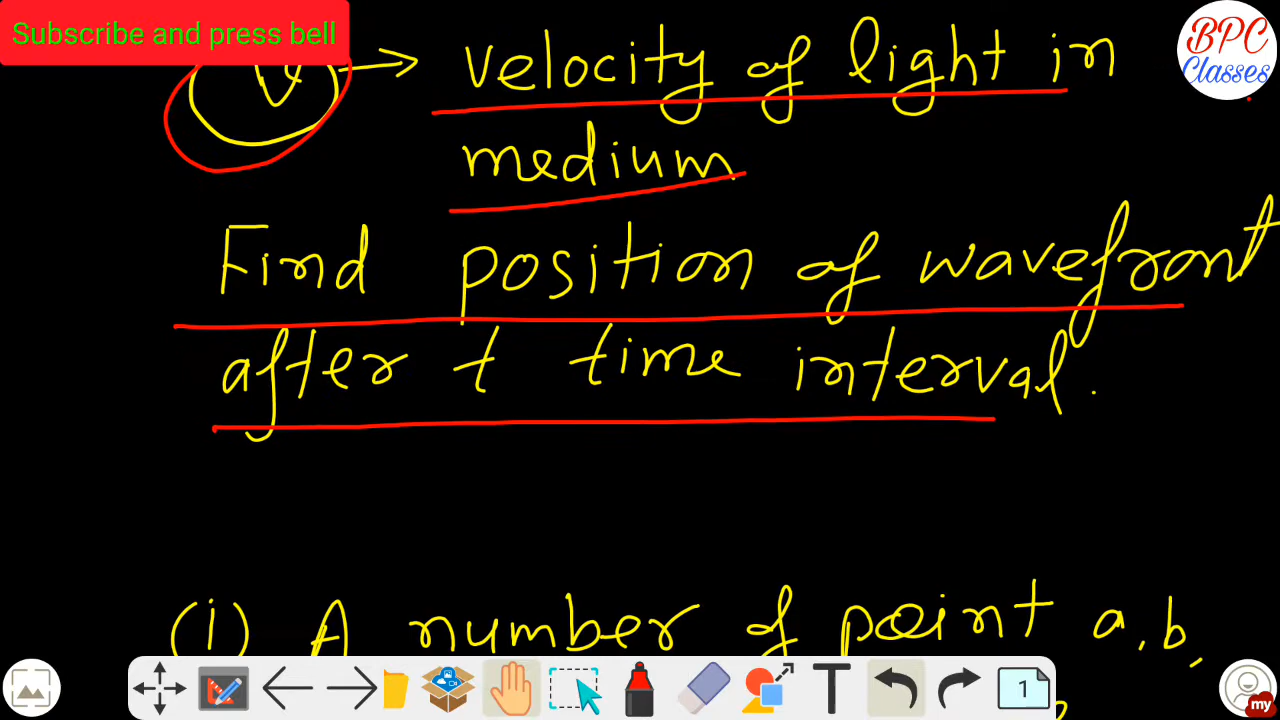 Subscribe and press bell
BPC
Classes
v → velocity of light in
medium
Find position of wavefront
after t time interval.
(i) A number of point a, b,
T
1
my